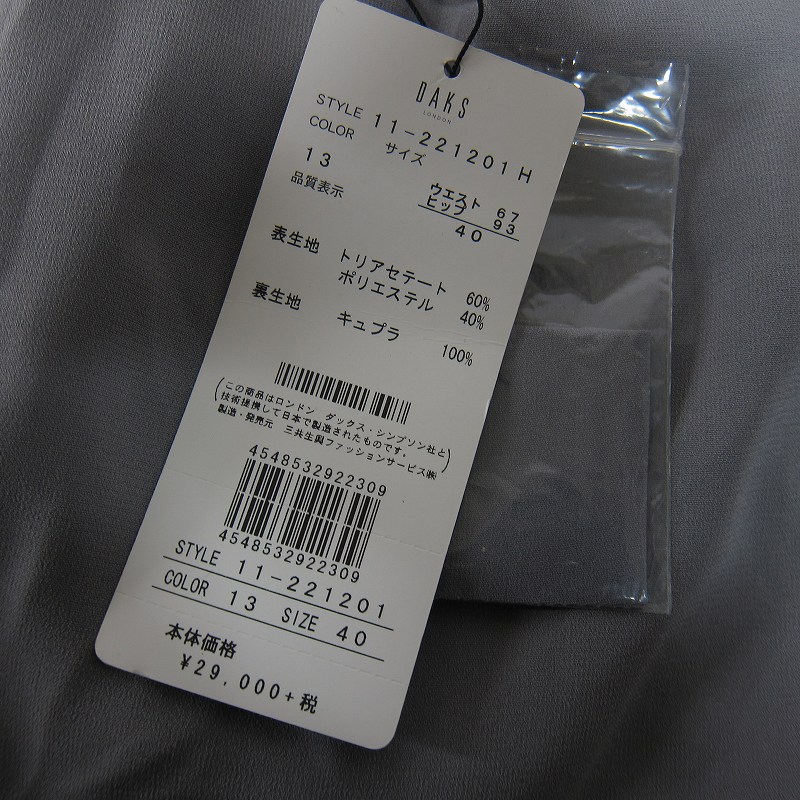 DAKS
LONDON
STYLE 11-221201H
COLOR サイズ
13 ウエスト 67
品質表示 ヒップ 93
40
表生地 トリアセテート 60%
ポリエステル 40%
裏生地 キュプラ 100%
(この商品はロンドン ダックス・シンプソン社と
技術提携して日本で製造されたものです。
製造・発売元 三共生興ファッションサービス㈱)
4548532922309
4548532922309
STYLE 11-221201
COLOR 13 SIZE 40
本体価格
¥29,000+税